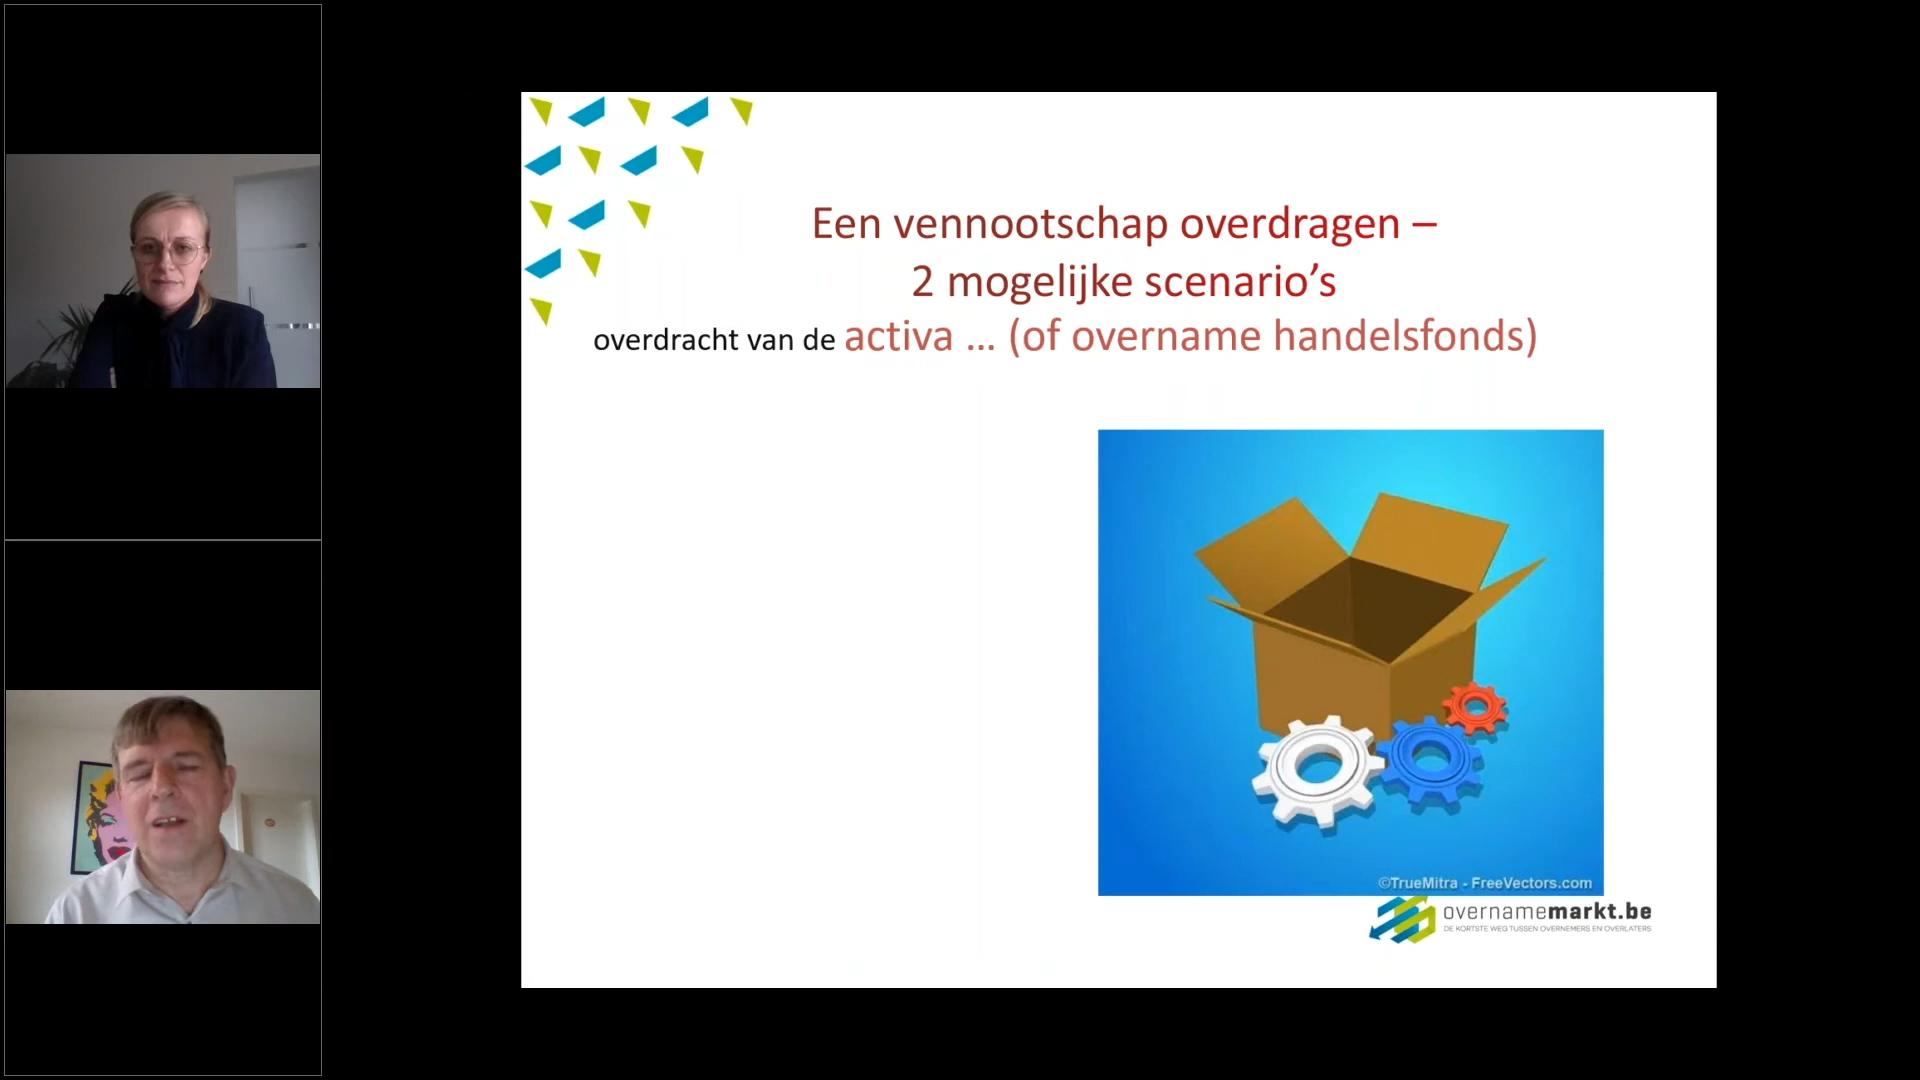 Een vennootschap overdragen –
2 mogelijke scenario’s
overdracht van de activa ... (of overname handelsfonds)
©TrueMitra - FreeVectors.com
overnamemarkt.be
DE KORTSTE WEG TUSSEN OVERNEMERS EN OVERLATERS